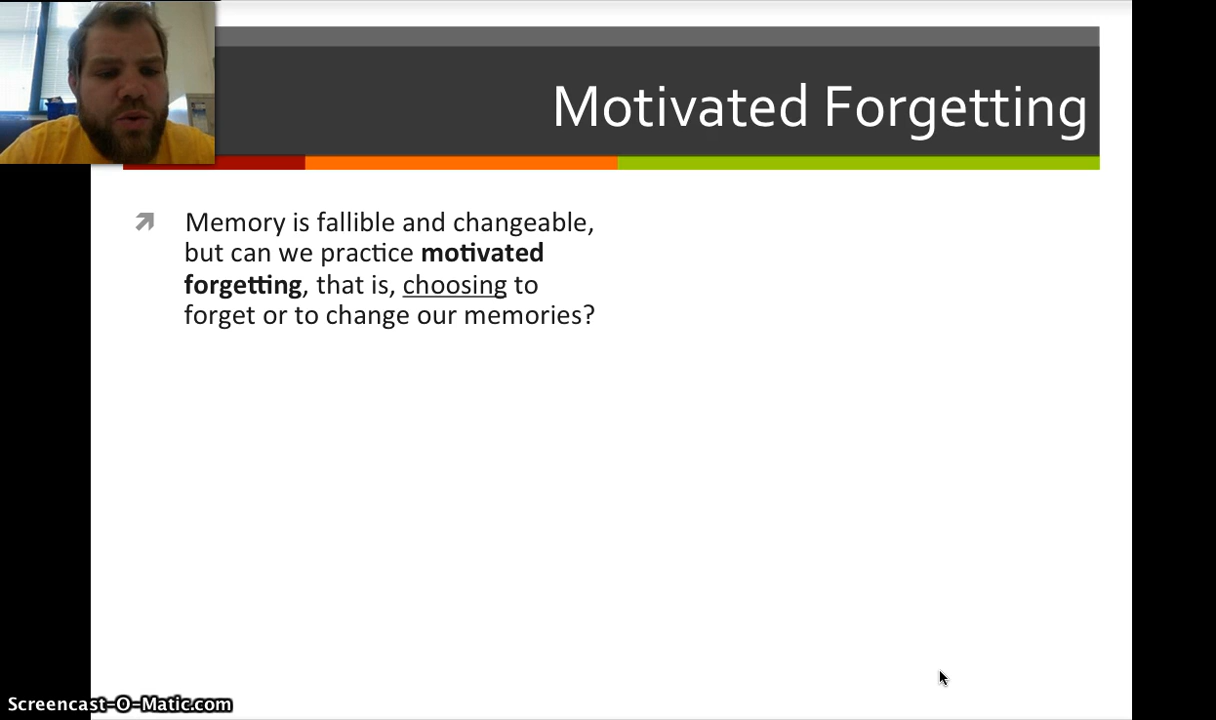 Motivated Forgetting
Memory is fallible and changeable,
but can we practice motivated
forgetting, that is, choosing to
forget or to change our memories?
Screencast-O-Matic.com